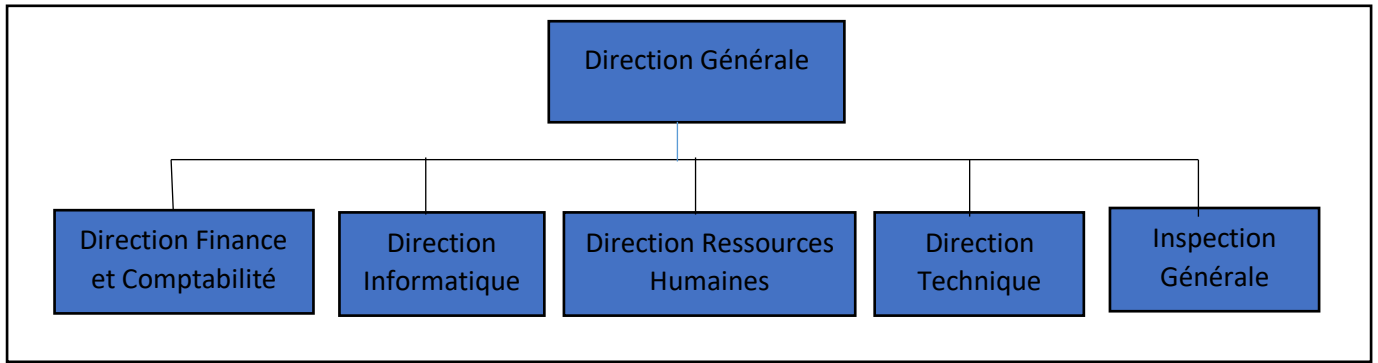 Direction Générale
Direction Finance
et Comptabilité
Direction
Informatique
Direction Ressources
Humaines
Direction
Technique
Inspection
Générale